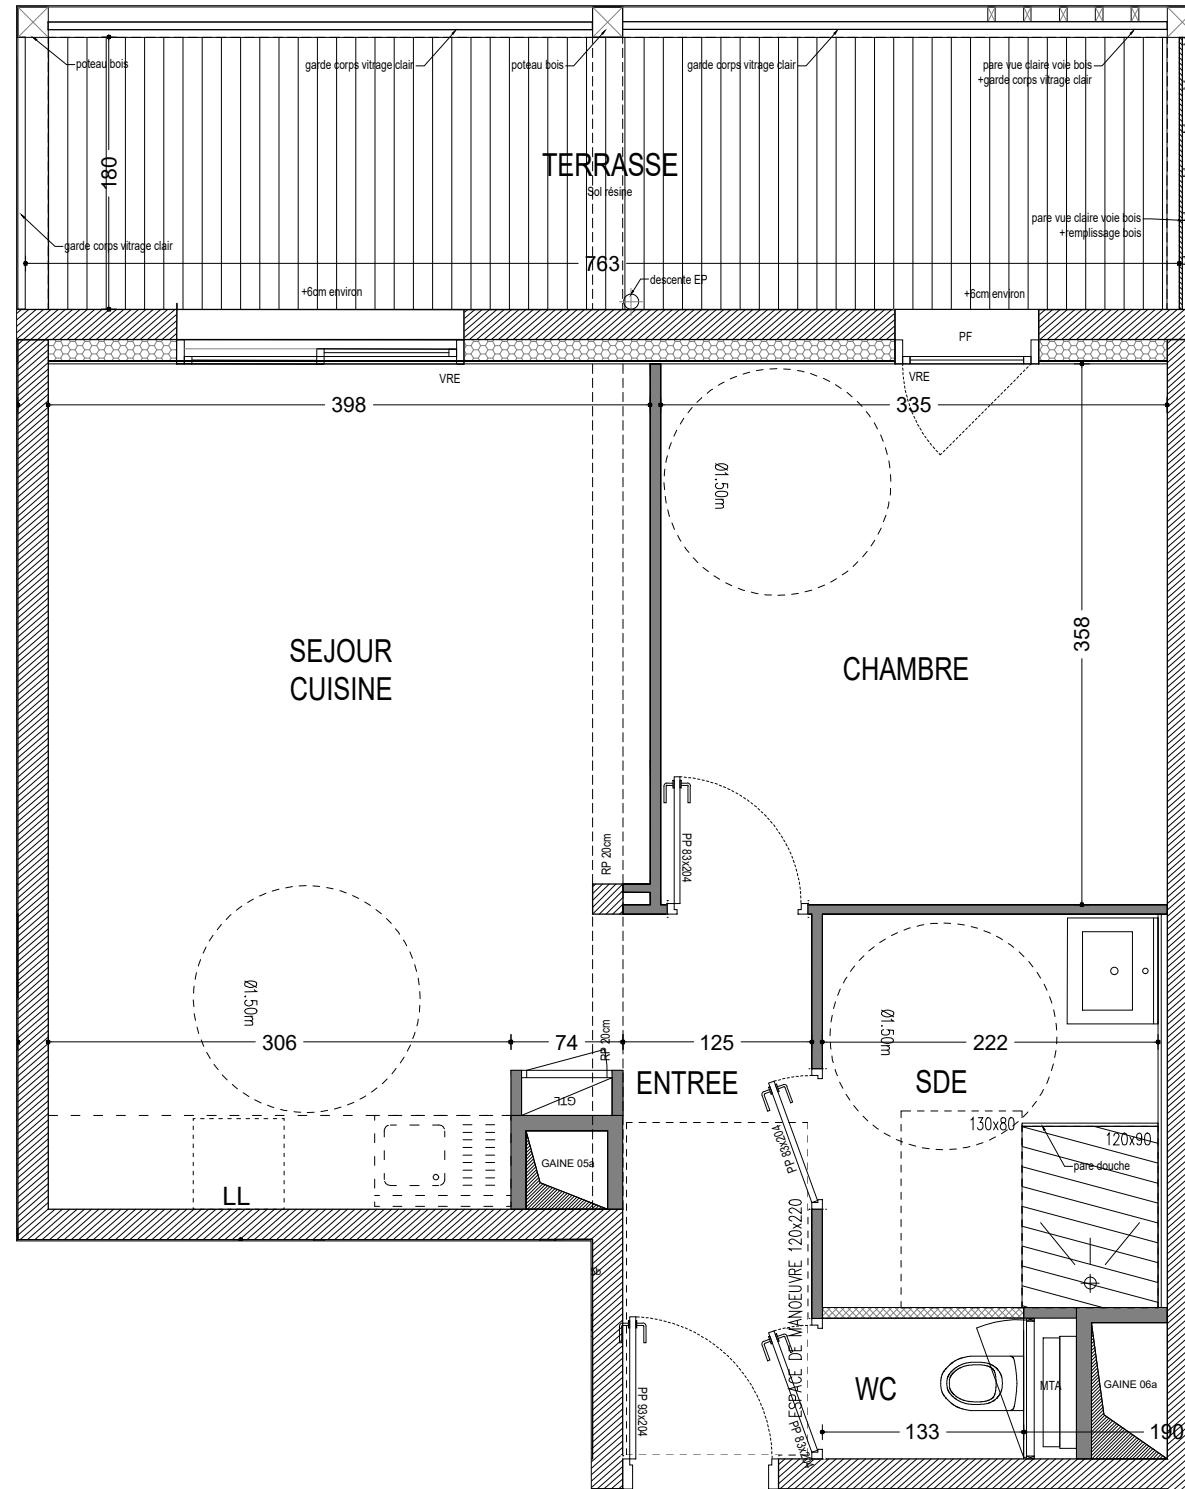 poteau bois
garde corps vitrage clair
poteau bois
garde corps vitrage clair
pare vue claire voie bois
+garde corps vitrage clair
180
TERRASSE
Sol résine
pare vue claire voie bois
+remplissage bois
garde corps vitrage clair
763
descente EP
+6cm environ
+6cm environ
PF
VRE
VRE
398
335
Ø1.50m
358
SEJOUR
CUISINE
CHAMBRE
RP 20cm
PP 83x204
Ø1.50m
Ø1.50m
RP 20cm
306
74
125
222
ENTREE
SDE
GTL
130x80
120x90
pare douche
PP 83x204
GAINE 05a
LL
ESPACE DE MANOEUVRE 120x220
PP 93x204
PP 83x204
WC
MTA
GAINE 06a
133
190